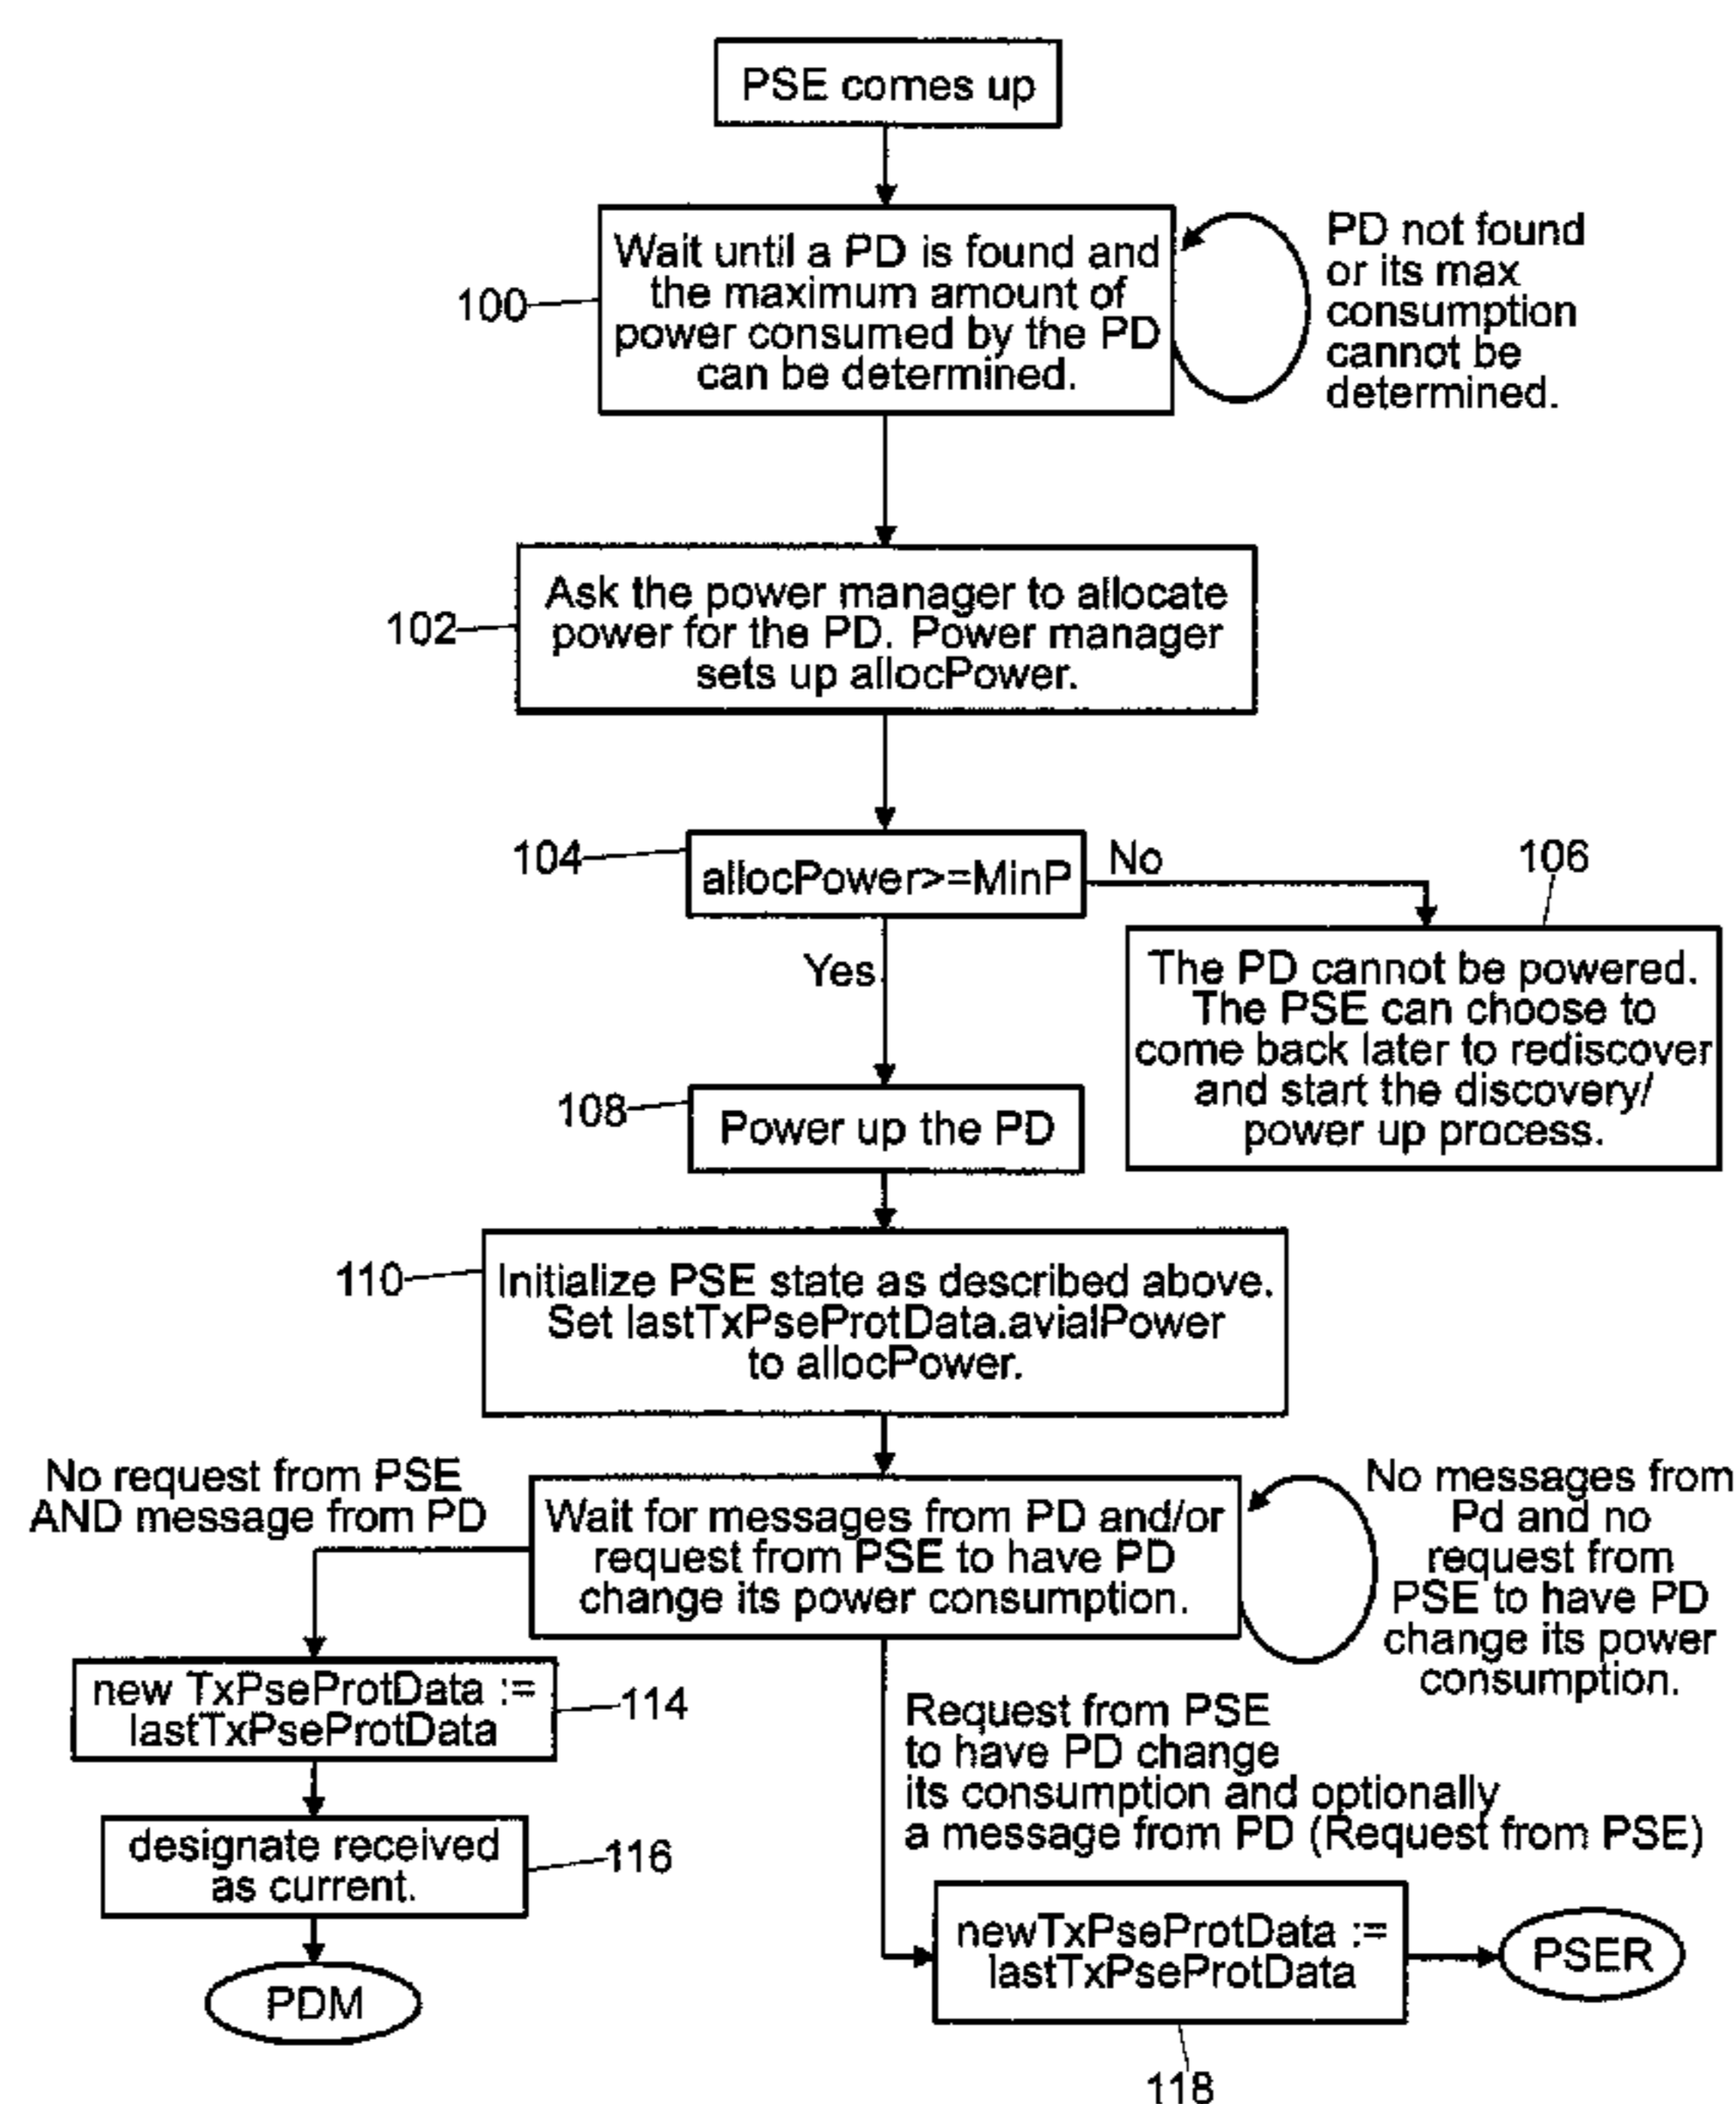 PSE comes up
100
Wait until a PD is found and
the maximum amount of
power consumed by the PD
can be determined.
PD not found
or its max
consumption
cannot be
determined.
102
Ask the power manager to allocate
power for the PD. Power manager
sets up allocPower.
104
allocPower>=MinP
No
106
Yes
The PD cannot be powered.
The PSE can choose to
come back later to rediscover
and start the discovery/
power up process.
108
Power up the PD
110
Initialize PSE state as described above.
Set lastTxPseProtData.avialPower
to allocPower.
No request from PSE
AND message from PD
Wait for messages from PD and/or
request from PSE to have PD
change its power consumption.
No messages from
Pd and no
request from
PSE to have PD
change its power
consumption.
new TxPseProtData :=
lastTxPseProtData
114
Request from PSE
to have PD change
its consumption and optionally
a message from PD (Request from PSE)
designate received
as current.
116
PDM
newTxPseProtData :=
lastTxPseProtData
PSER
118